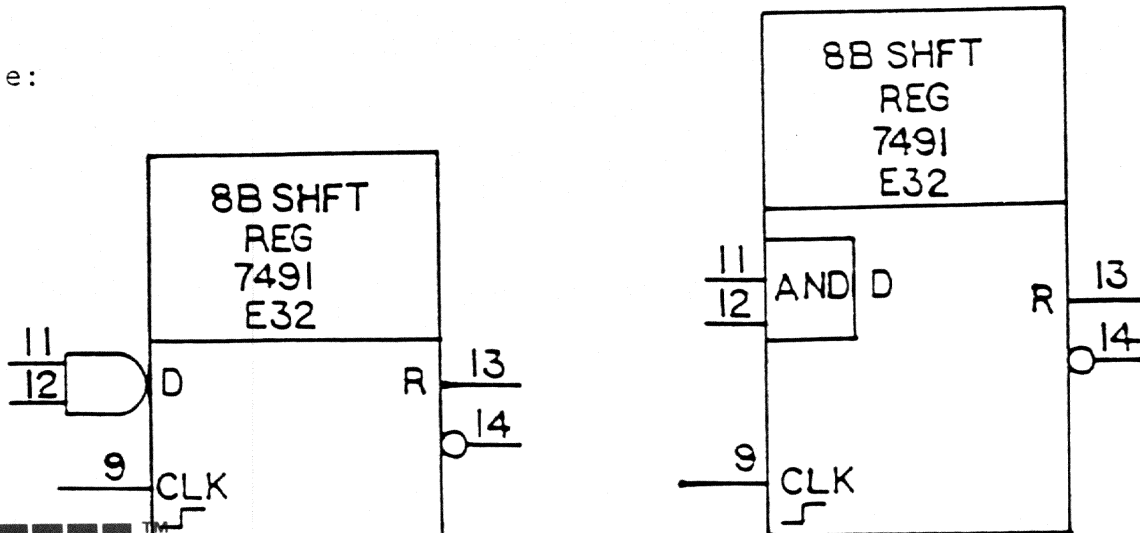 e:
8B SHFT
REG
7491
E32
11
12
D
R
13
14
9
CLK
TM
8B SHFT
REG
7491
E32
11
12
AND
D
R
13
14
9
CLK